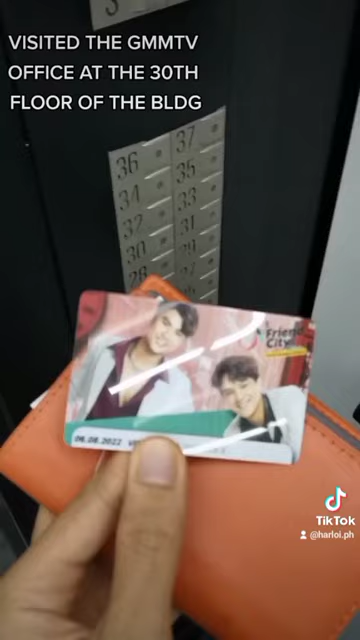 VISITED THE GMMTV
OFFICE AT THE 30TH
FLOOR OF THE BLDG
36 37
34 35
32 33
30 31
28 29
Friend
City
06.08.2022
TikTok
@harloi.ph